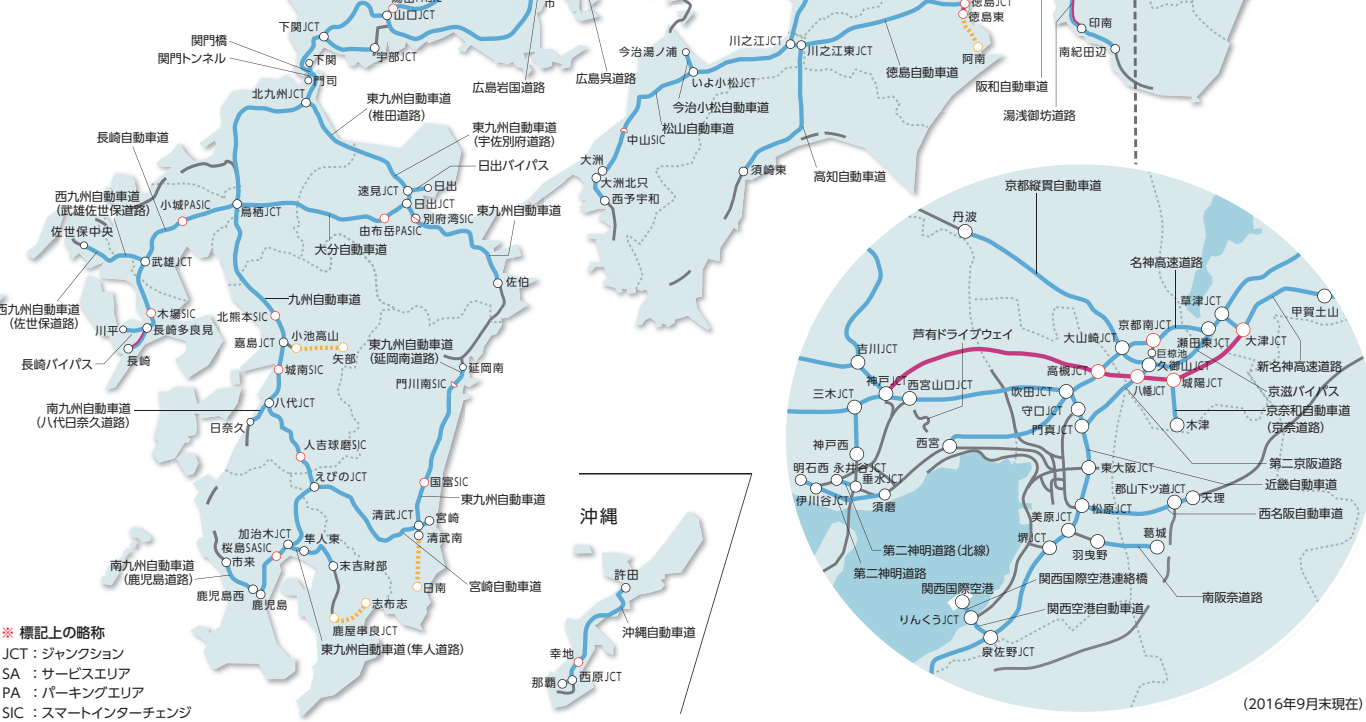 湯田PASIC
山口JCT
下関JCT
宇部JCT
関門橋
関門トンネル
下関
門司
北九州JCT
市
広島岩国道路
広島呉道路
東九州自動車道
(椎田道路)
東九州自動車道
(宇佐別府道路)
日出バイパス
速見JCT
日出
日出JCT
別府湾SIC
由布岳PASIC
東九州自動車道
大分自動車道
佐伯
長崎自動車道
西九州自動車道
(武雄佐世保道路)
小城PASIC
鳥栖JCT
佐世保中央
武雄JCT
西九州自動車道
(佐世保道路)
木場SIC
川平
長崎多良見
長崎バイパス
長崎
九州自動車道
北熊本SIC
嘉島JCT
小池高山
矢部
城南SIC
東九州自動車道
(延岡南道路)
延岡南
門川南SIC
南九州自動車道
(八代日奈久道路)
八代JCT
日奈久
人吉球磨SIC
えびのJCT
国富SIC
東九州自動車道
清武JCT
宮崎
清武南
加治木JCT
隼人東
桜島SASIC
市来
末吉財部
南九州自動車道
(鹿児島道路)
鹿児島西
鹿児島
宮崎自動車道
日南
志布志
鹿屋串良JCT
東九州自動車道(隼人道路)
今治湯ノ浦
いよ小松JCT
今治小松自動車道
松山自動車道
中山SIC
大洲
大洲北只
西予宇和
川之江JCT
川之江東JCT
徳島自動車道
須崎東
高知自動車道
徳島JCT
徳島東
阿南
阪和自動車道
湯浅御坊道路
印南
南紀田辺
沖縄
許田
沖縄自動車道
幸地
那覇
西原JCT
京都縦貫自動車道
丹波
名神高速道路
草津JCT
甲賀土山
京都南JCT
大山崎JCT
瀬田東JCT
大津JCT
巨椋池
久御山JCT
新名神高速道路
芦有ドライブウェイ
吉川JCT
高槻JCT
八幡JCT
城陽JCT
京滋バイパス
神戸JCT
西宮山口JCT
吹田JCT
三木JCT
守口JCT
門真JCT
京奈和自動車道
(京奈道路)
木津
神戸西
西宮
第二京阪道路
明石西
永井谷JCT
垂水JCT
伊川谷JCT
須磨
東大阪JCT
近畿自動車道
郡山下ツ道JCT
天理
松原JCT
西名阪自動車道
美原JCT
堺JCT
羽曳野
葛城
第二神明道路(北線)
第二神明道路
関西国際空港連絡橋
関西国際空港
南阪奈道路
りんくうJCT
関西空港自動車道
泉佐野JCT
※ 標記上の略称
JCT：ジャンクション
SA ：サービスエリア
PA ：パーキングエリア
SIC：スマートインターチェンジ
(2016年9月末現在)